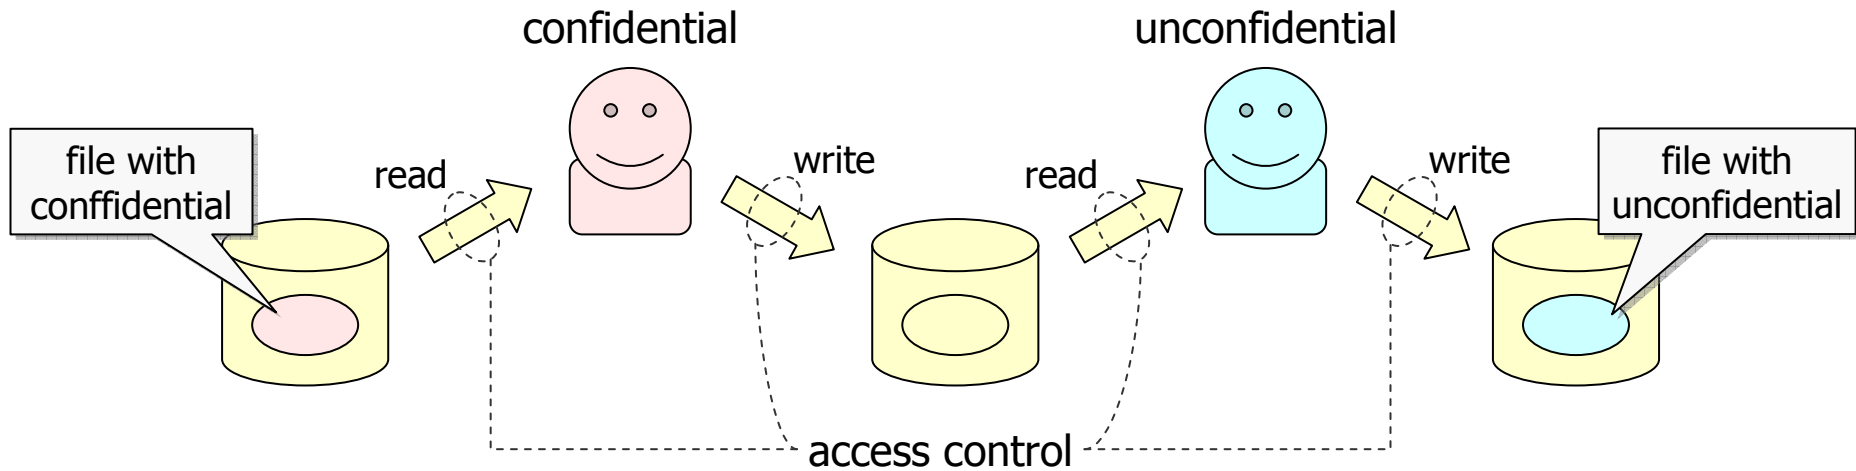 confidential
unconfidential
file with
conffidential
read
write
read
write
file with
unconfidential
access control